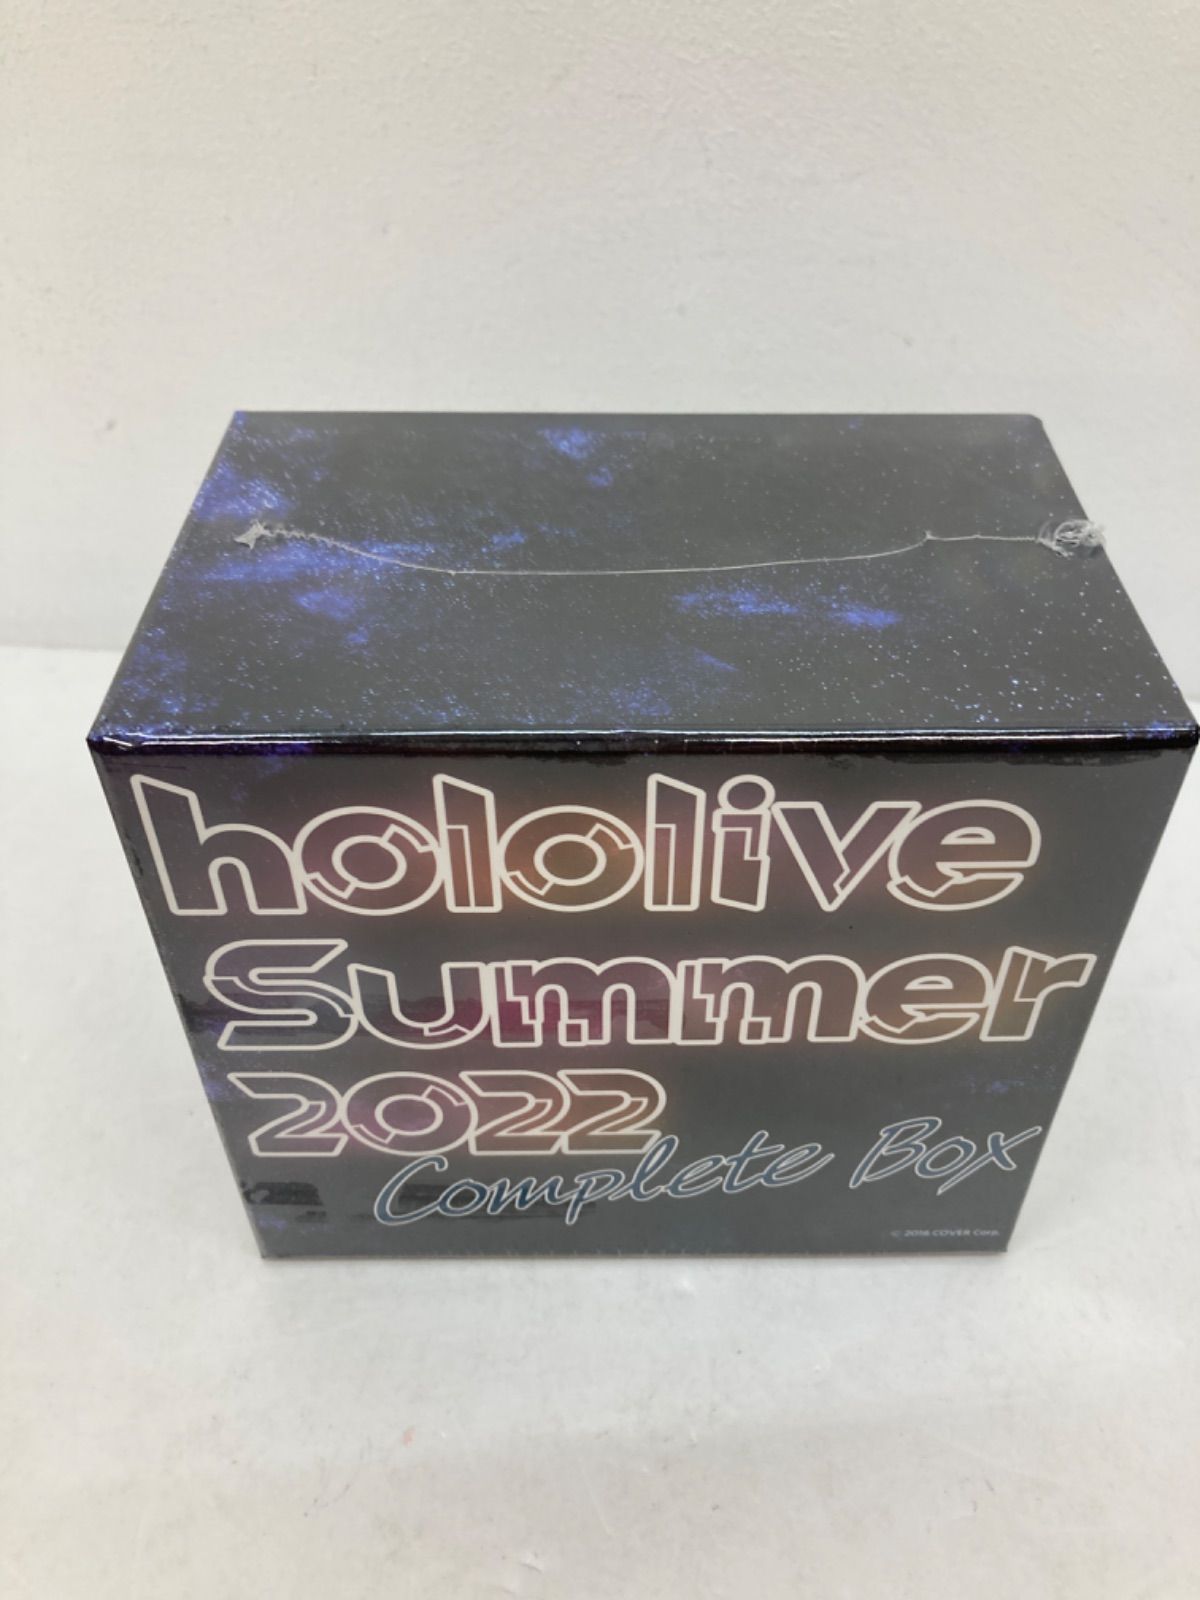 hololive
Summer
2022
Complete Box
© 2016 COVER Corp.